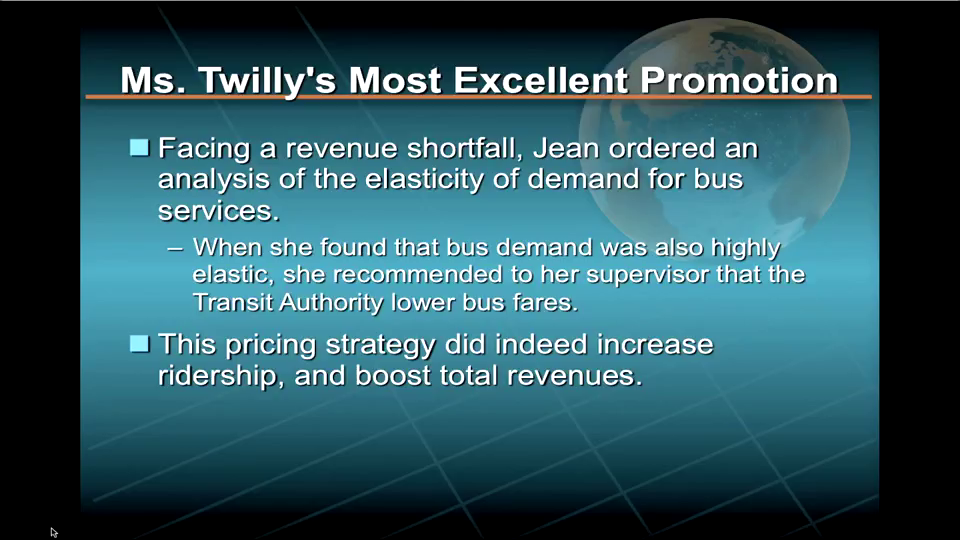 Ms. Twilly's Most Excellent Promotion
Facing a revenue shortfall, Jean ordered an
analysis of the elasticity of demand for bus
services.
– When she found that bus demand was also highly
elastic, she recommended to her supervisor that the
Transit Authority lower bus fares.
This pricing strategy did indeed increase
ridership, and boost total revenues.